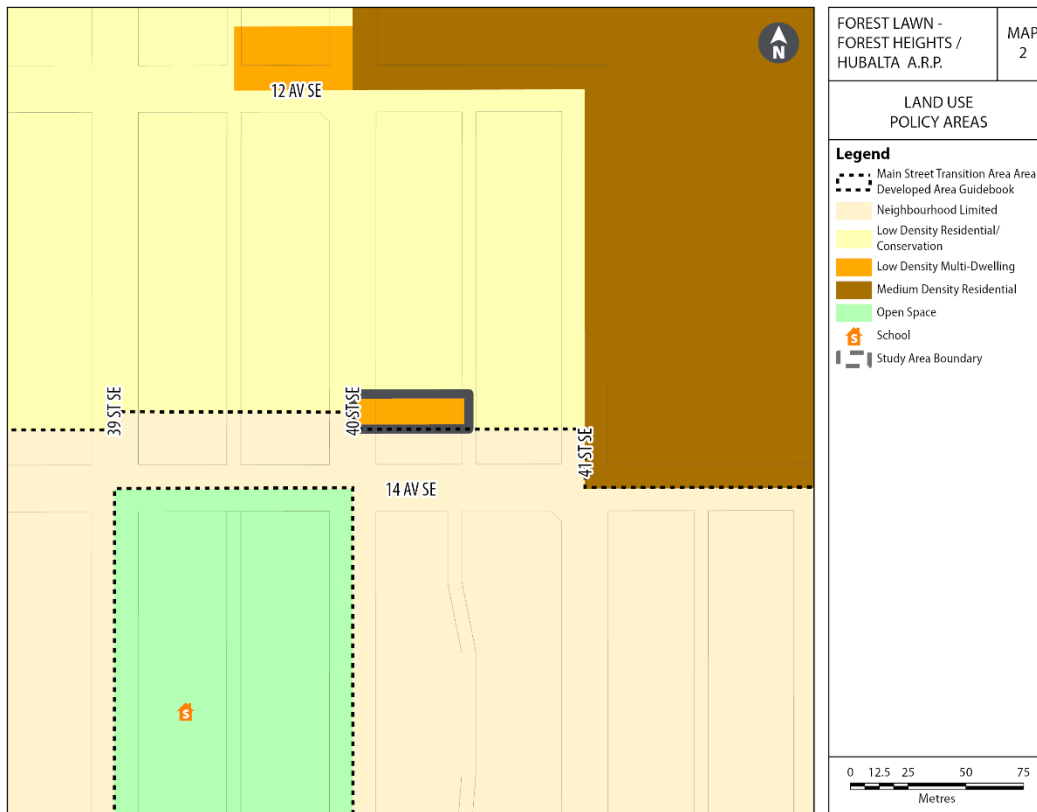 FOREST LAWN -
FOREST HEIGHTS /
HUBALTA A.R.P.
MAP
2
LAND USE
POLICY AREAS
Legend
Main Street Transition Area Area
Developed Area Guidebook
Neighbourhood Limited
Low Density Residential/
Conservation
Low Density Multi-Dwelling
Medium Density Residential
Open Space
S
School
Study Area Boundary
0 12.5 25 50 75
Metres
N
12 AV SE
39 ST SE
40 ST SE
41 ST SE
14 AV SE
S